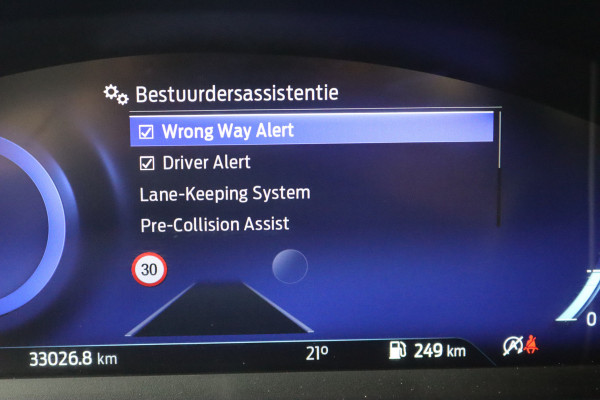 Bestuurdersassistentie
Wrong Way Alert
Driver Alert
Lane-Keeping System
Pre-Collision Assist
30
0
33026.8 km 21° 249 km